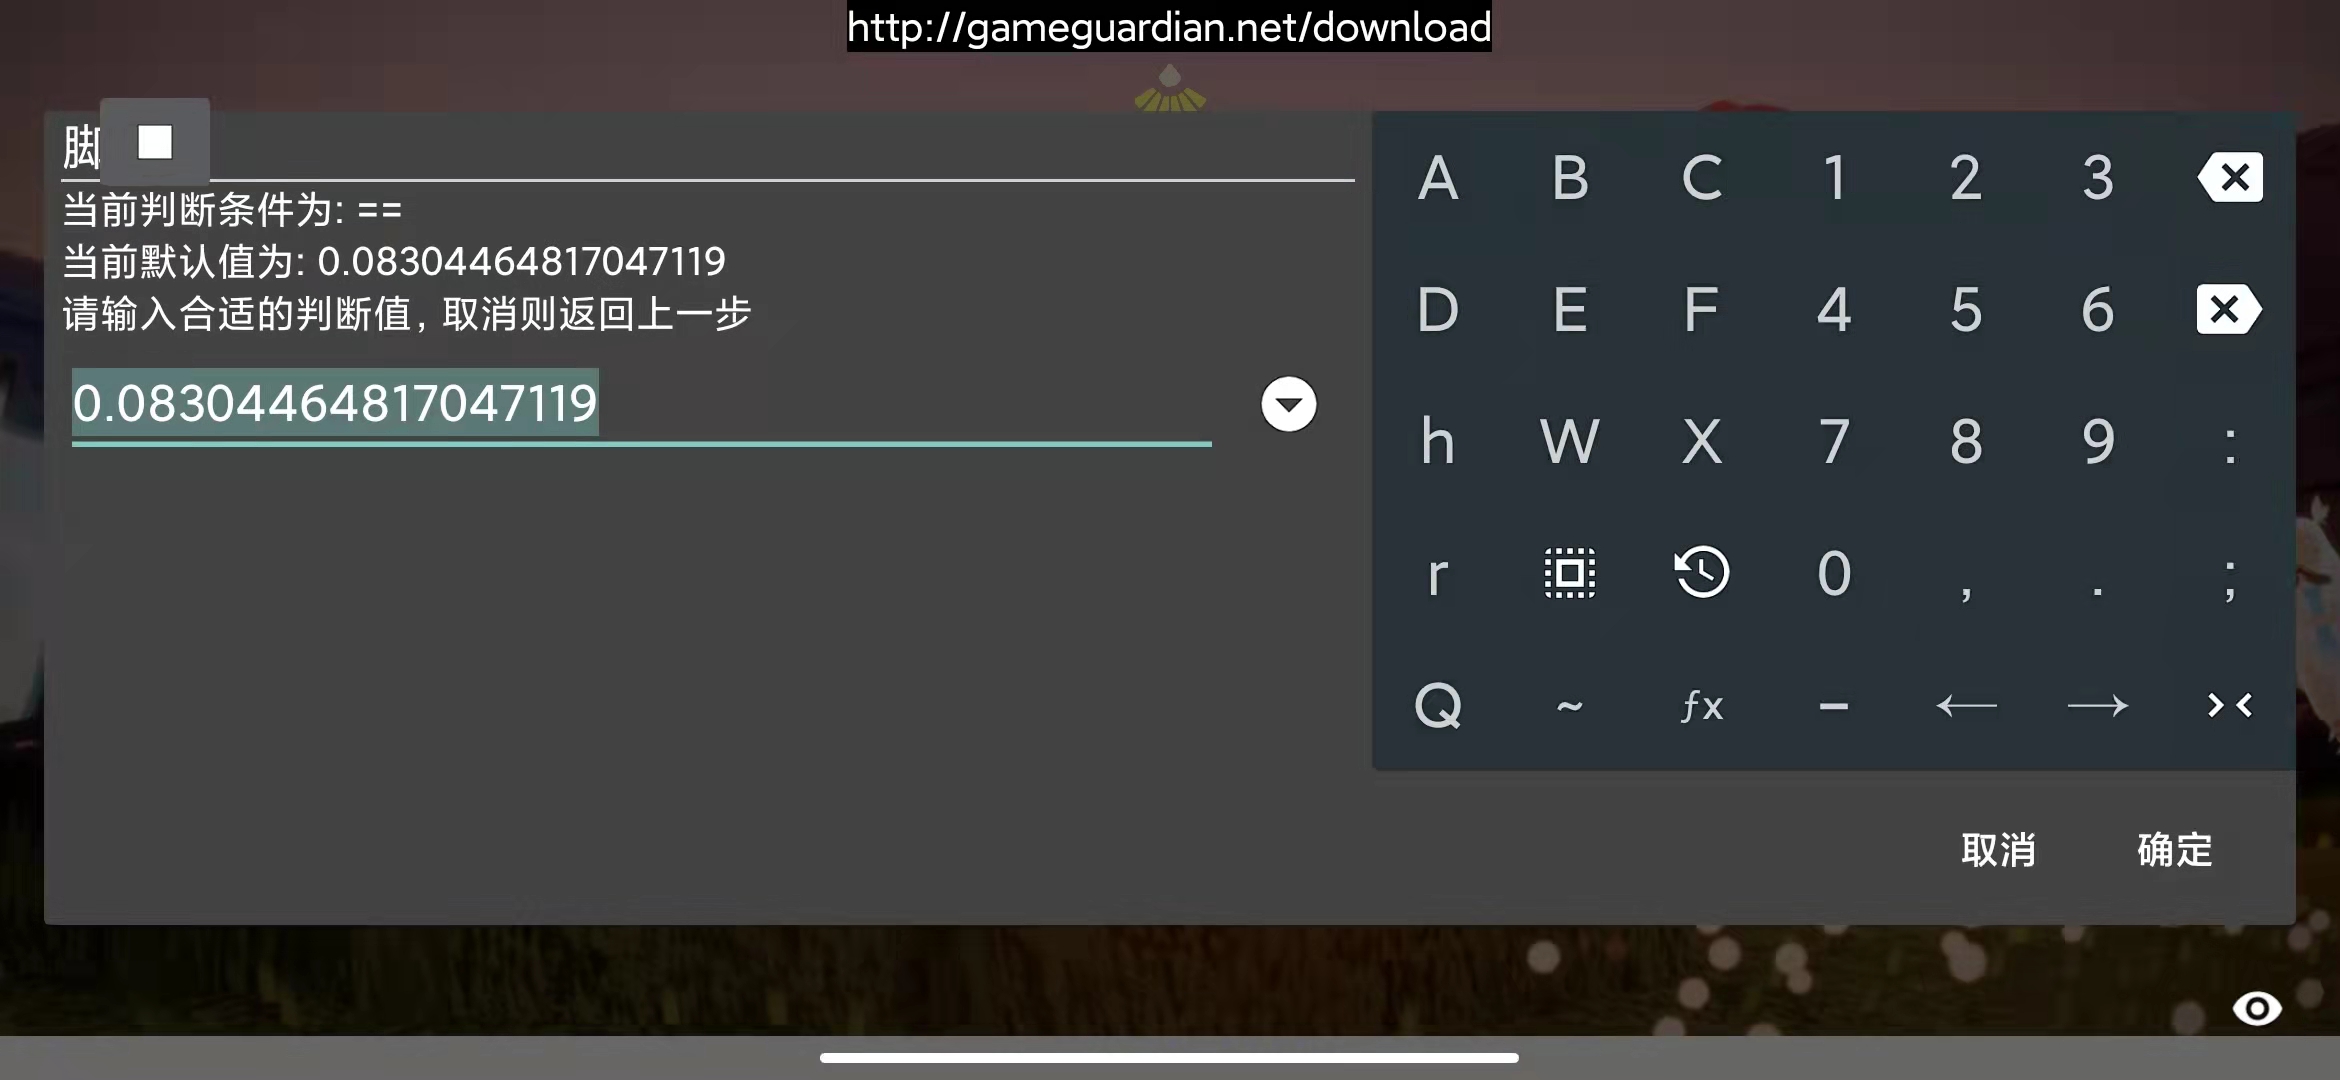 http://gameguardian.net/download
脚
当前判断条件为: ==
当前默认值为: 0.08304464817047119
请输入合适的判断值, 取消则返回上一步
0.08304464817047119
A B C 1 2 3
D E F 4 5 6
h W X 7 8 9 :
r 0 , . ;
Q ~ ƒx − ← → › ‹
取消 确定